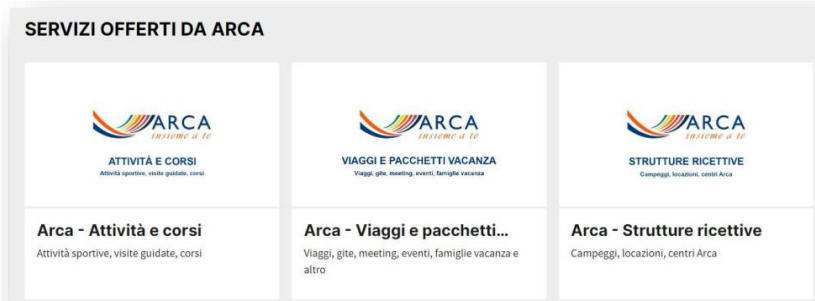 SERVIZI OFFERTI DA ARCA
ARCA
insieme a te
ATTIVITÀ E CORSI
Attività sportive, visite guidate, corsi
Arca - Attività e corsi
Attività sportive, visite guidate, corsi
ARCA
insieme a te
VIAGGI E PACCHETTI VACANZA
Viaggi, gite, meeting, eventi, famiglie vacanza
Arca - Viaggi e pacchetti...
Viaggi, gite, meeting, eventi, famiglie vacanza e
altro
ARCA
insieme a te
STRUTTURE RICETTIVE
Campeggi, locazioni, centri Arca
Arca - Strutture ricettive
Campeggi, locazioni, centri Arca